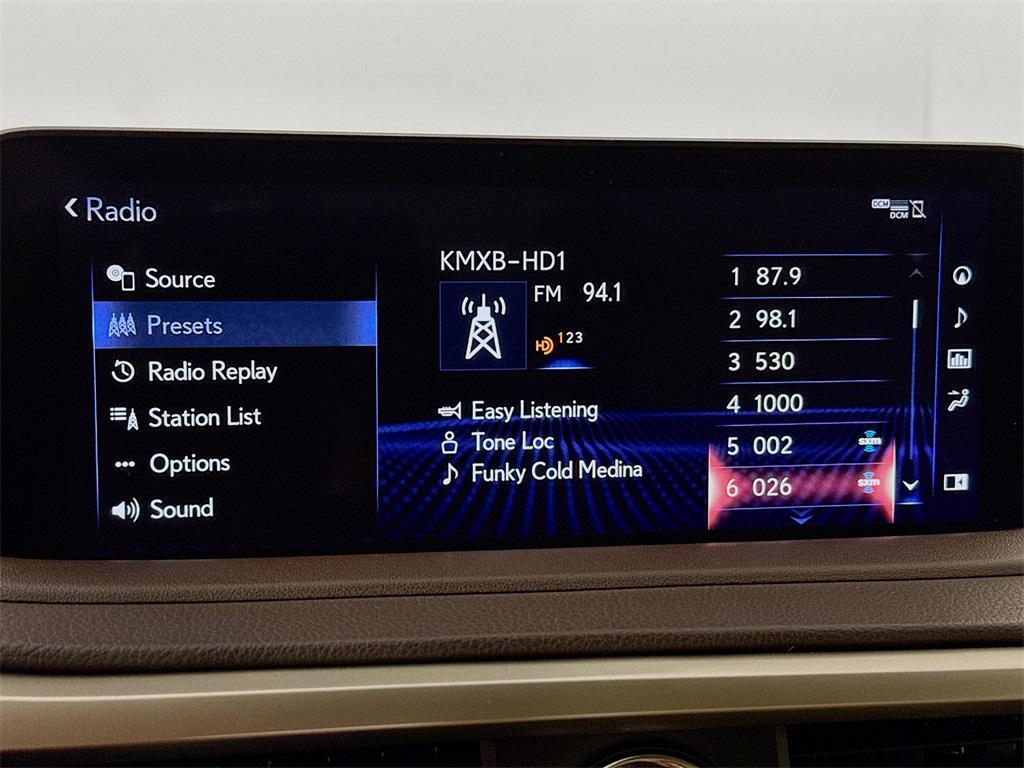 Radio
DCM
DCM
Source
Presets
Radio Replay
Station List
Options
Sound
KMXB-HD1
FM 94.1
HD 123
Easy Listening
Tone Loc
Funky Cold Medina
1 87.9
2 98.1
3 530
4 1000
5 002 sxm
6 026 sxm